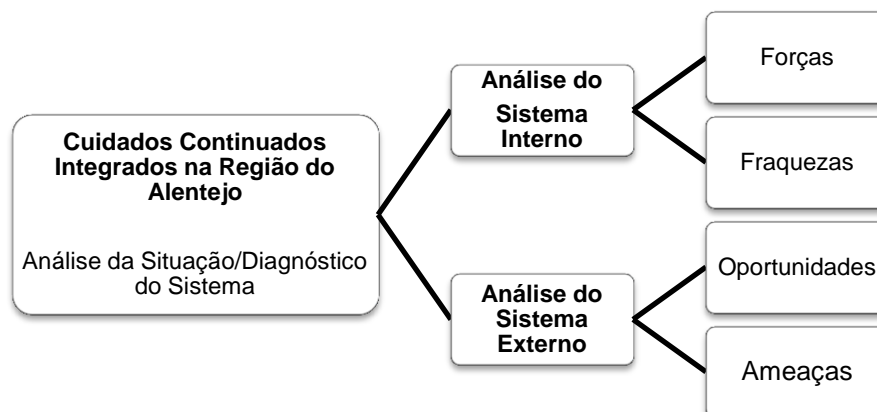 Cuidados Continuados
Integrados na Região do
Alentejo
Análise da Situação/Diagnóstico
do Sistema
Análise do
Sistema
Interno
Forças
Fraquezas
Análise do
Sistema
Externo
Oportunidades
Ameaças